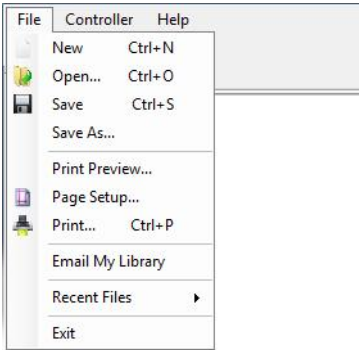 File Controller Help
New Ctrl+N
Open... Ctrl+O
Save Ctrl+S
Save As...
Print Preview...
Page Setup...
Print... Ctrl+P
Email My Library
Recent Files
Exit